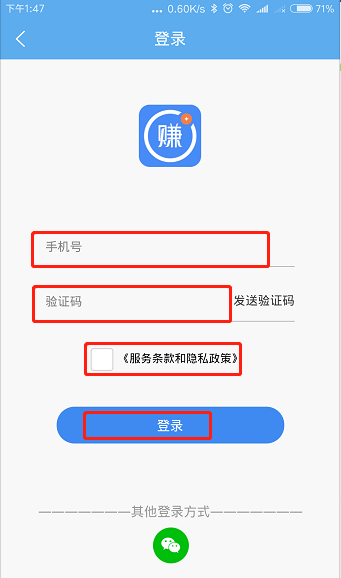 下午1:47
... 0.60K/s 71%
登录
赚
手机号
验证码 发送验证码
《服务条款和隐私政策》
登录
———————其他登录方式———————